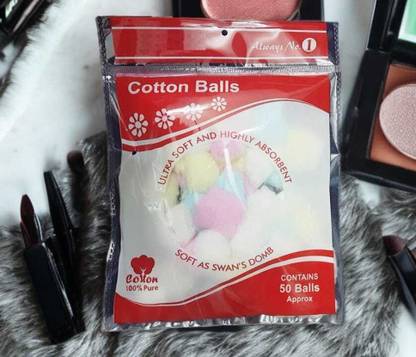 Always No. 1
Cotton Balls
ULTRA SOFT AND HIGHLY ABSORBENT
SOFT AS SWAN'S DOMB
Cotton
100% Pure
CONTAINS
50 Balls
Approx